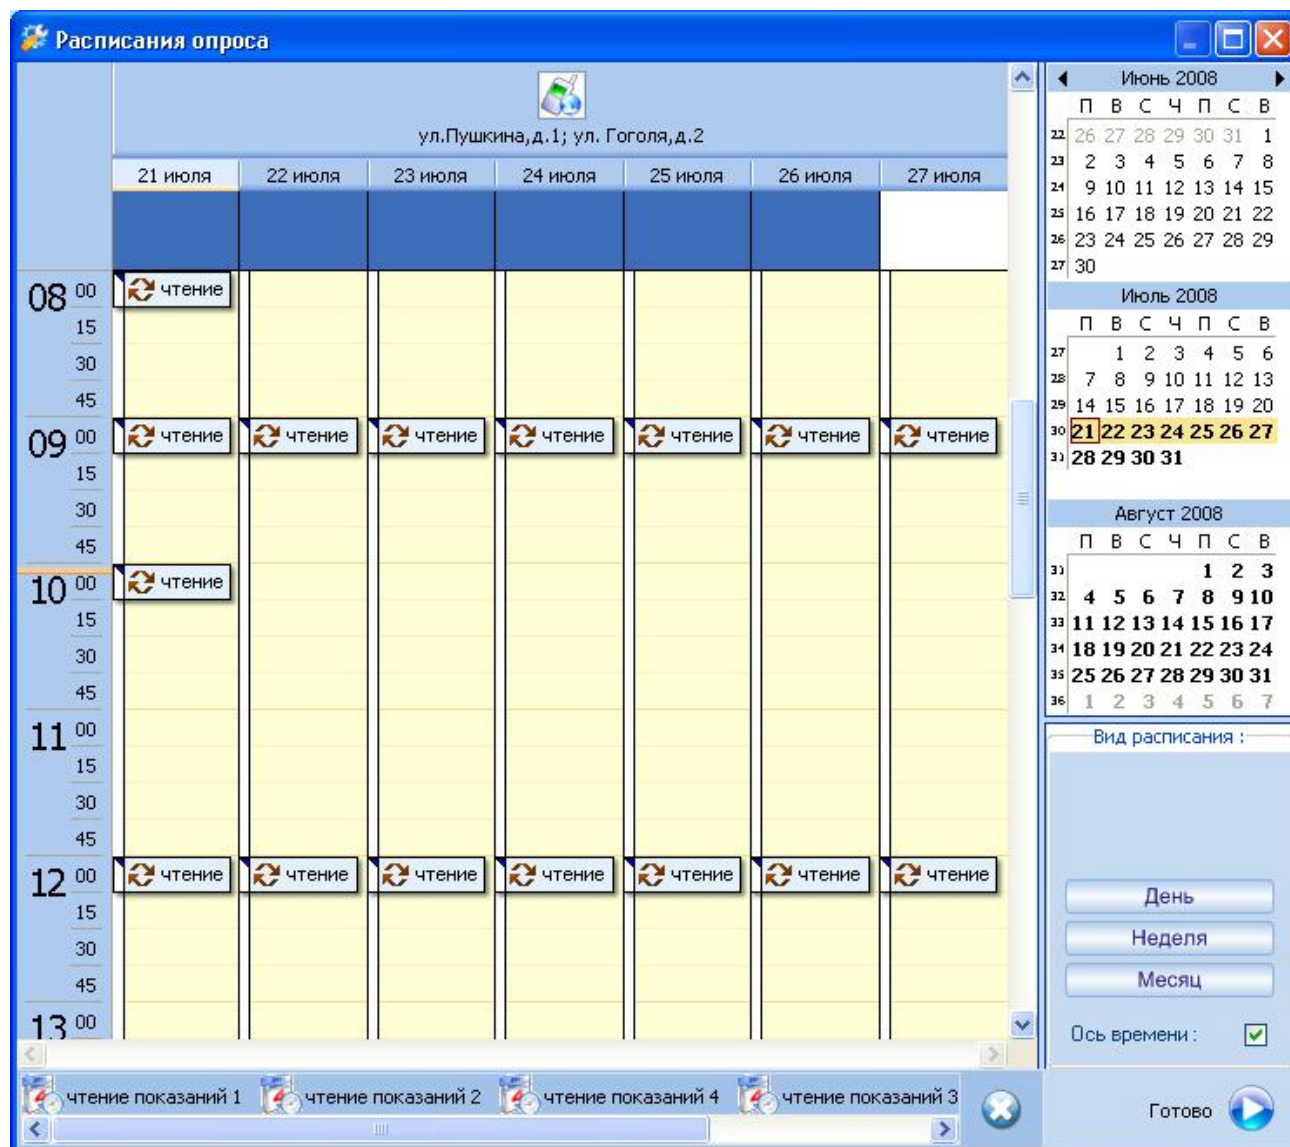 Расписания опроса
ул.Пушкина,д.1; ул. Гоголя,д.2
21 июля 22 июля 23 июля 24 июля 25 июля 26 июля 27 июля
08 00 чтение
15
30
45
09 00 чтение чтение чтение чтение чтение чтение чтение
15
30
45
10 00 чтение
15
30
45
11 00
15
30
45
12 00 чтение чтение чтение чтение чтение чтение чтение
15
30
45
13 00
Июнь 2008
П В С Ч П С В
22 26 27 28 29 30 31 1
23 2 3 4 5 6 7 8
24 9 10 11 12 13 14 15
25 16 17 18 19 20 21 22
26 23 24 25 26 27 28 29
27 30
Июль 2008
П В С Ч П С В
27 1 2 3 4 5 6
28 7 8 9 10 11 12 13
29 14 15 16 17 18 19 20
30 21 22 23 24 25 26 27
31 28 29 30 31
Август 2008
П В С Ч П С В
31 1 2 3
32 4 5 6 7 8 9 10
33 11 12 13 14 15 16 17
34 18 19 20 21 22 23 24
35 25 26 27 28 29 30 31
36 1 2 3 4 5 6 7
Вид расписания :
День
Неделя
Месяц
Ось времени :
чтение показаний 1 чтение показаний 2 чтение показаний 4 чтение показаний 3
Готово